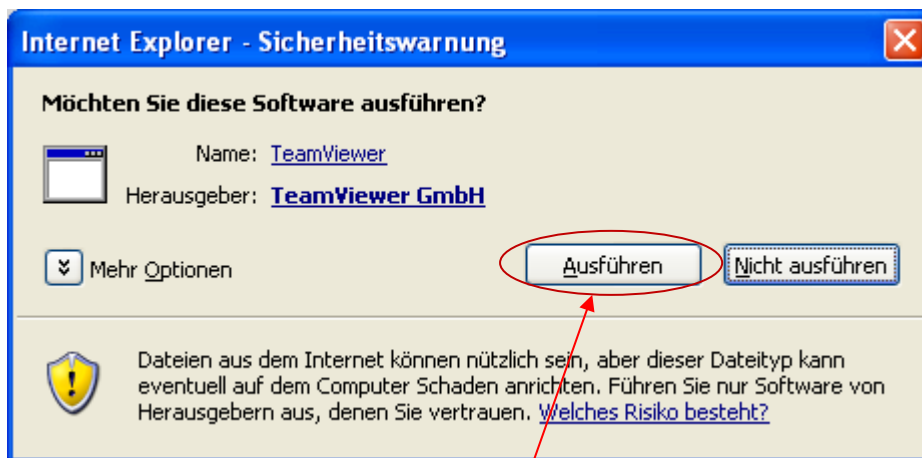 Internet Explorer - Sicherheitswarnung
Möchten Sie diese Software ausführen?
Name: TeamViewer
Herausgeber: TeamViewer GmbH
Mehr Optionen
Ausführen
Nicht ausführen
Dateien aus dem Internet können nützlich sein, aber dieser Dateityp kann
eventuell auf dem Computer Schaden anrichten. Führen Sie nur Software von
Herausgebern aus, denen Sie vertrauen. Welches Risiko besteht?